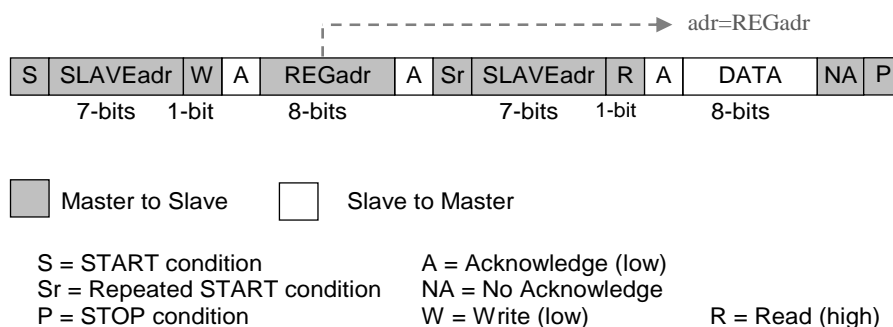 adr=REGadr
S SLAVEadr W A REGadr A Sr SLAVEadr R A DATA NA P
7-bits 1-bit 8-bits 7-bits 1-bit 8-bits
Master to Slave Slave to Master
S = START condition A = Acknowledge (low)
Sr = Repeated START condition NA = No Acknowledge
P = STOP condition W = Write (low) R = Read (high)